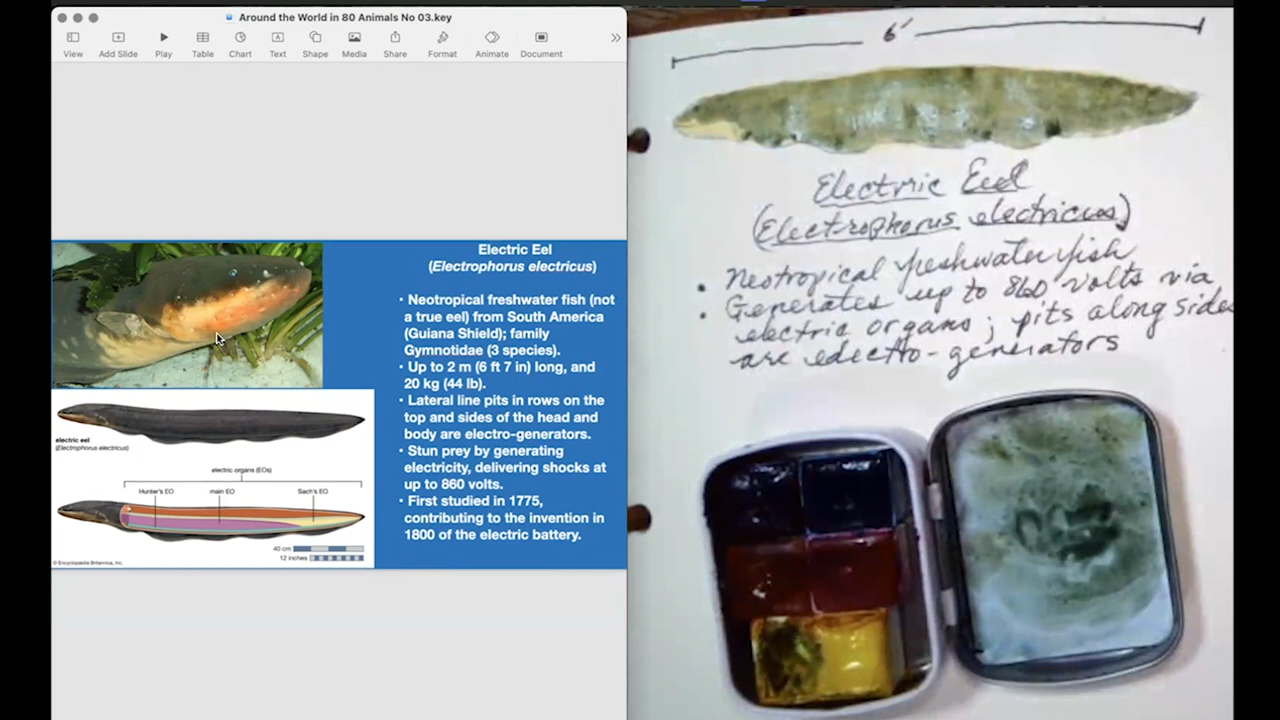 Around the World in 80 Animals No 03.key
View
Add Slide
Play
Table
Chart
Text
Shape
Media
Share
Format
Animate
Document
Electric Eel
(Electrophorus electricus)
• Neotropical freshwater fish (not
a true eel) from South America
(Guiana Shield); family
Gymnotidae (3 species).
• Up to 2 m (6 ft 7 in) long, and
20 kg (44 lb).
• Lateral line pits in rows on the
top and sides of the head and
body are electro-generators.
• Stun prey by generating
electricity, delivering shocks at
up to 860 volts.
• First studied in 1775,
contributing to the invention in
1800 of the electric battery.
electric eel
(Electrophorus electricus)
electric organs (EOs)
Hunter's EO
main EO
Sach's EO
40 cm
12 inches
© Encyclopædia Britannica, Inc.
6'
Electric Eel
(Electrophorus electricus)
• Neotropical freshwater fish
• Generates up to 860 volts via
electric organs; pits along sides
are electro-generators